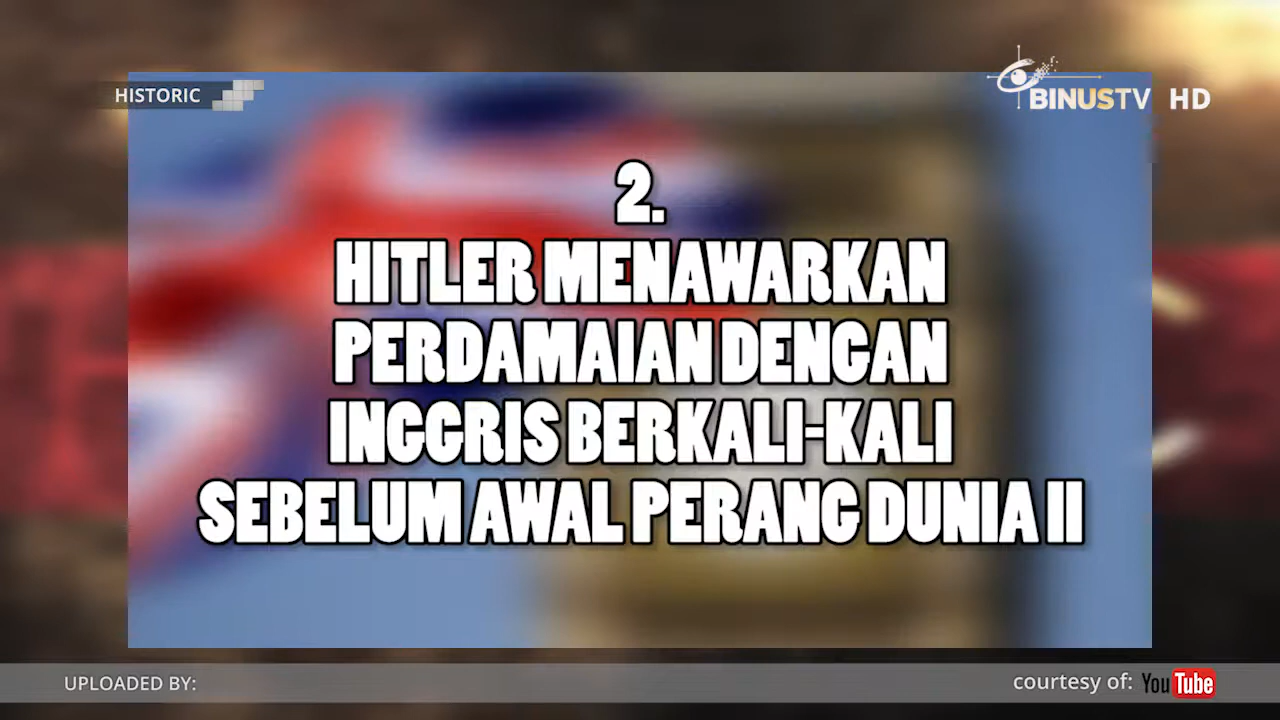 HISTORIC
BINUSTV HD
2.
HITLER MENAWARKAN
PERDAMAIAN DENGAN
INGGRIS BERKALI-KALI
SEBELUM AWAL PERANG DUNIA II
UPLOADED BY:
courtesy of: YouTube